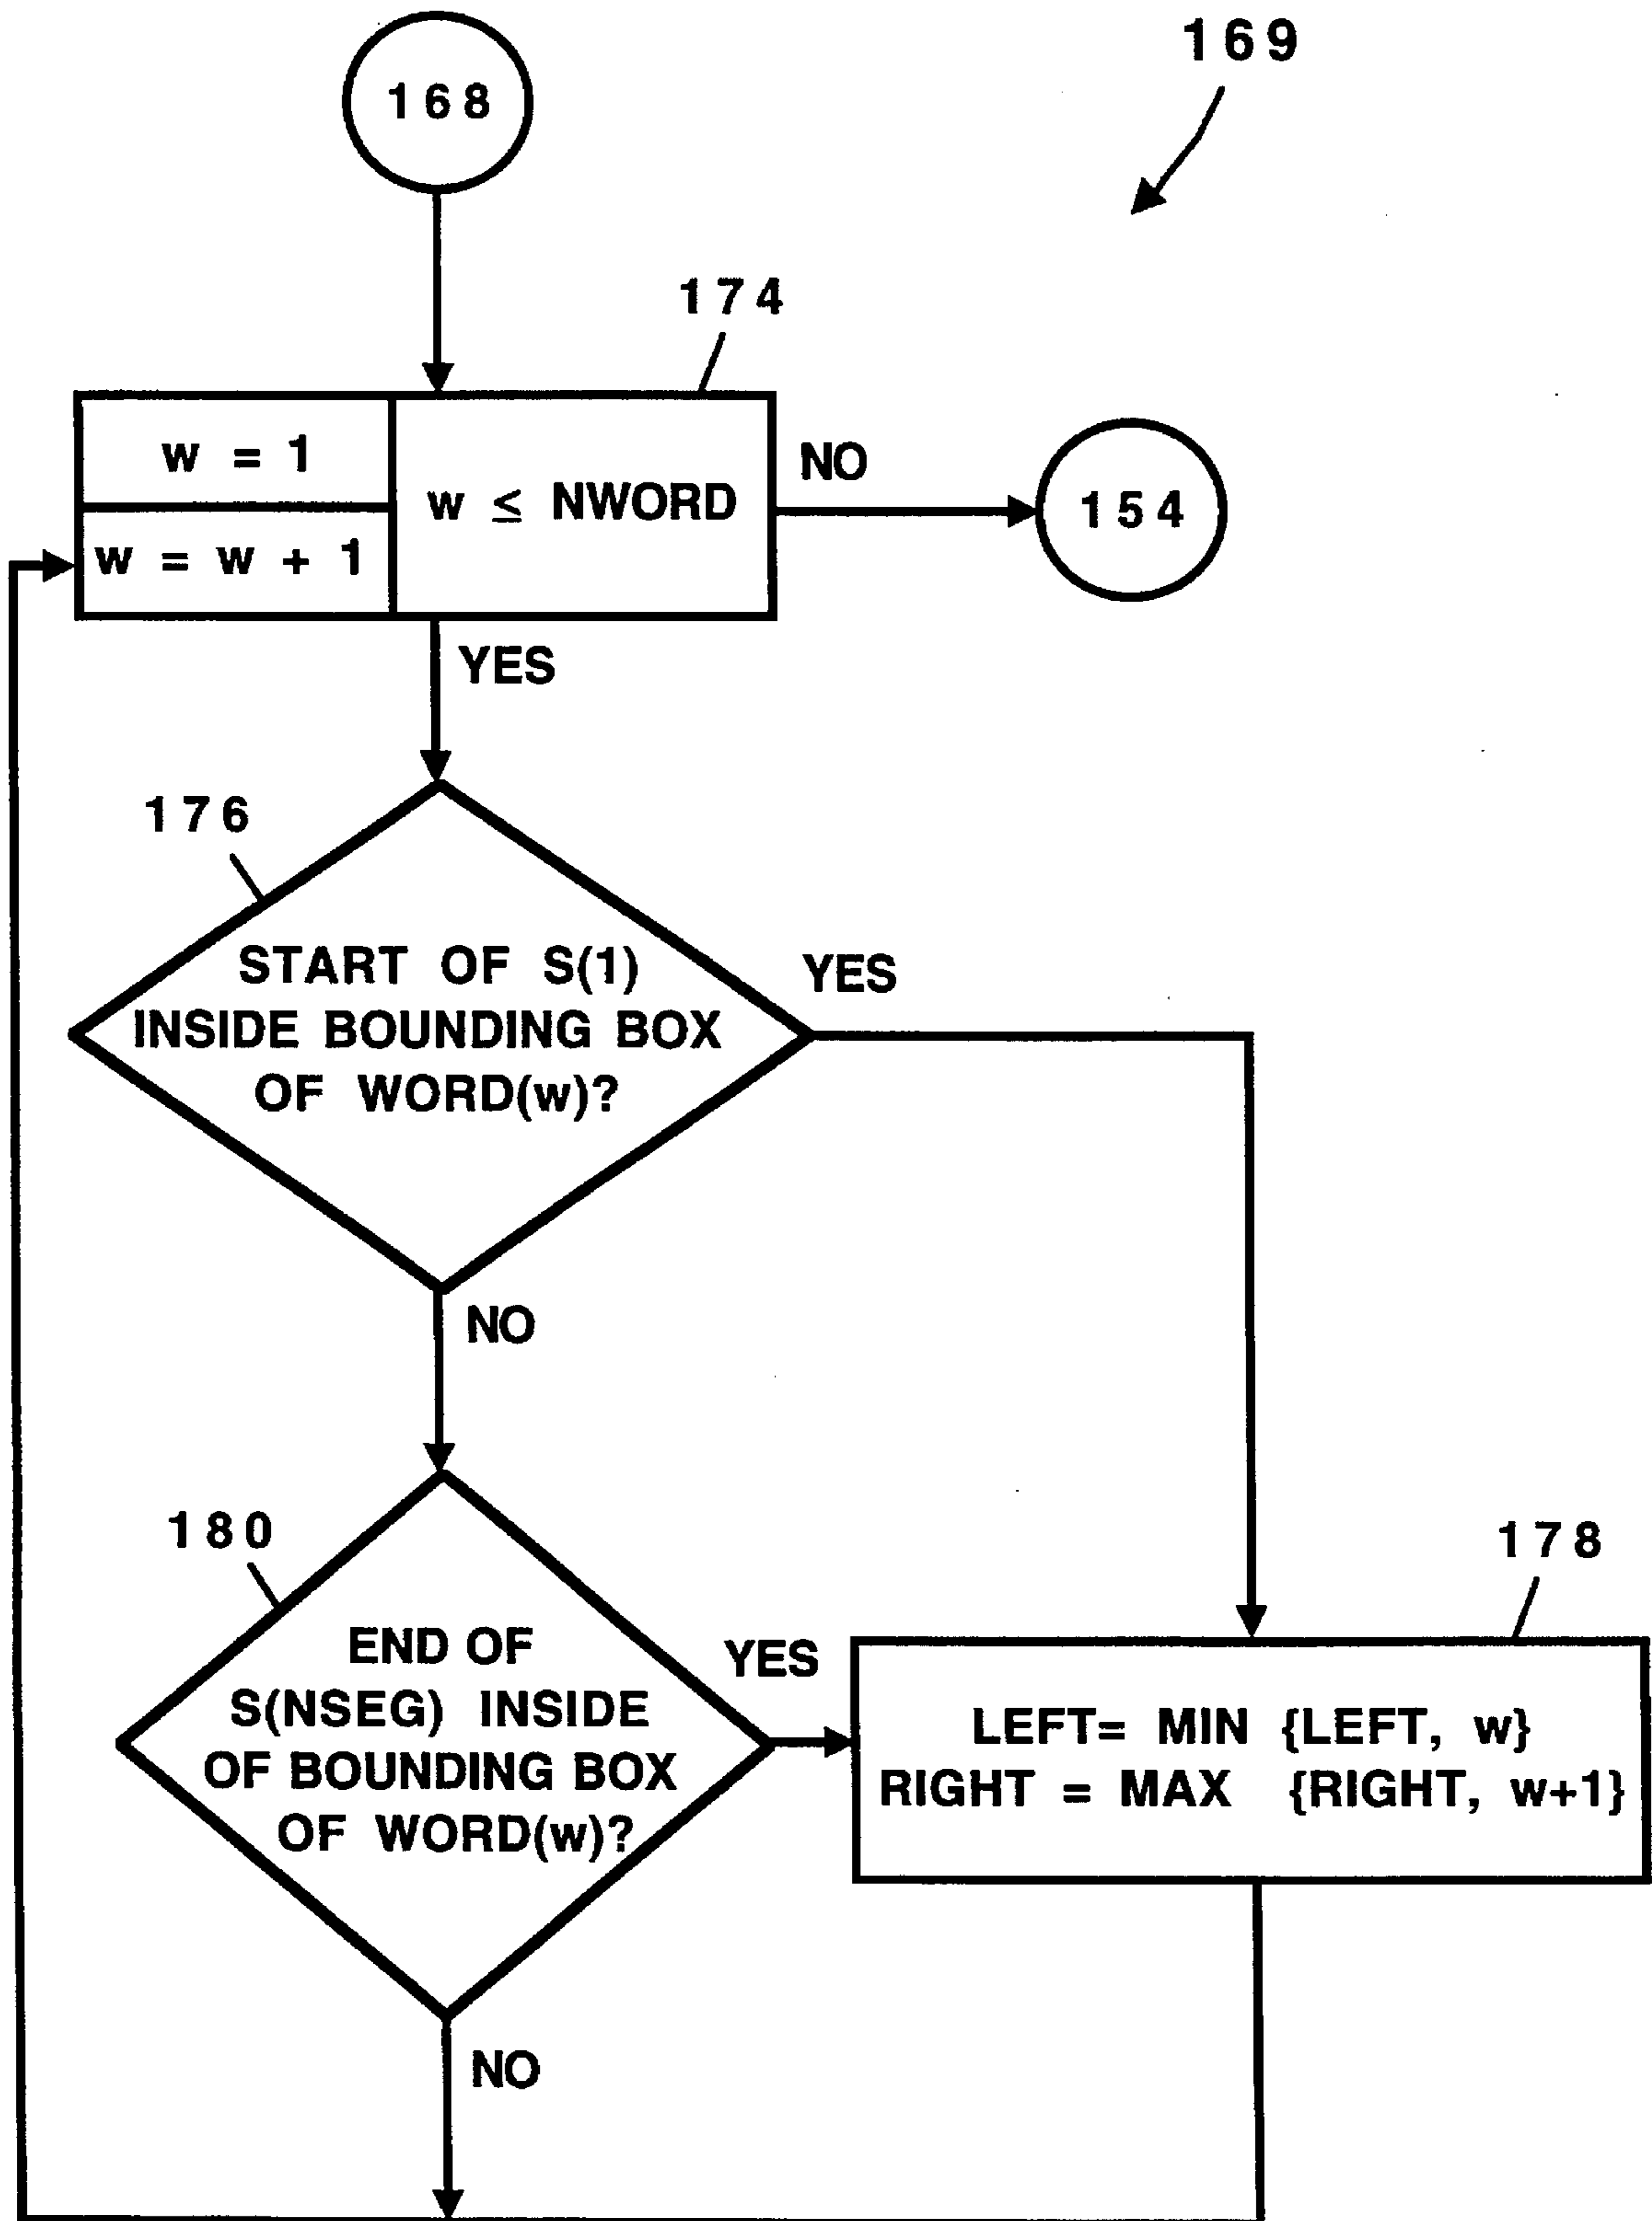 169
168
174
w = 1
w ≤ NWORD
w = w + 1
NO
154
YES
176
START OF S(1)
INSIDE BOUNDING BOX
OF WORD(w)?
YES
NO
180
END OF
S(NSEG) INSIDE
OF BOUNDING BOX
OF WORD(w)?
YES
178
LEFT= MIN {LEFT, w}
RIGHT = MAX {RIGHT, w+1}
NO